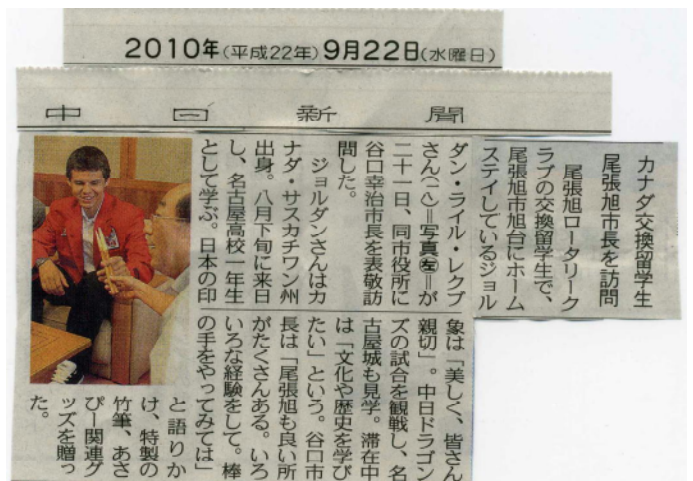 2010年(平成22年)9月22日(水曜日)
中日新聞
カナダ交換留学生
尾張旭市長を訪問
尾張旭ロータリーク
ラブの交換留学生で、
尾張旭市旭台にホーム
ステイしているジョル
ダン・ライル・レクブ
さん(一八)=写真㊧=が
二十一日、同市役所に
谷口幸治市長を表敬訪
問した。
ジョルダンさんはカ
ナダ・サスカチワン州
出身。八月下旬に来日
し、名古屋高校一年生
として学ぶ。日本の印
象は「美しく、皆さん
親切」。中日ドラゴン
ズの試合を観戦し、名
古屋城も見学。滞在中
は「文化や歴史を学び
たい」という。谷口市
長は「尾張旭も良い所
がたくさんある。いろ
いろな経験をして。棒
の手をやってみては」
と語りか
け、特製の
竹筆、あさ
ぴー関連グ
ッズを贈っ
た。